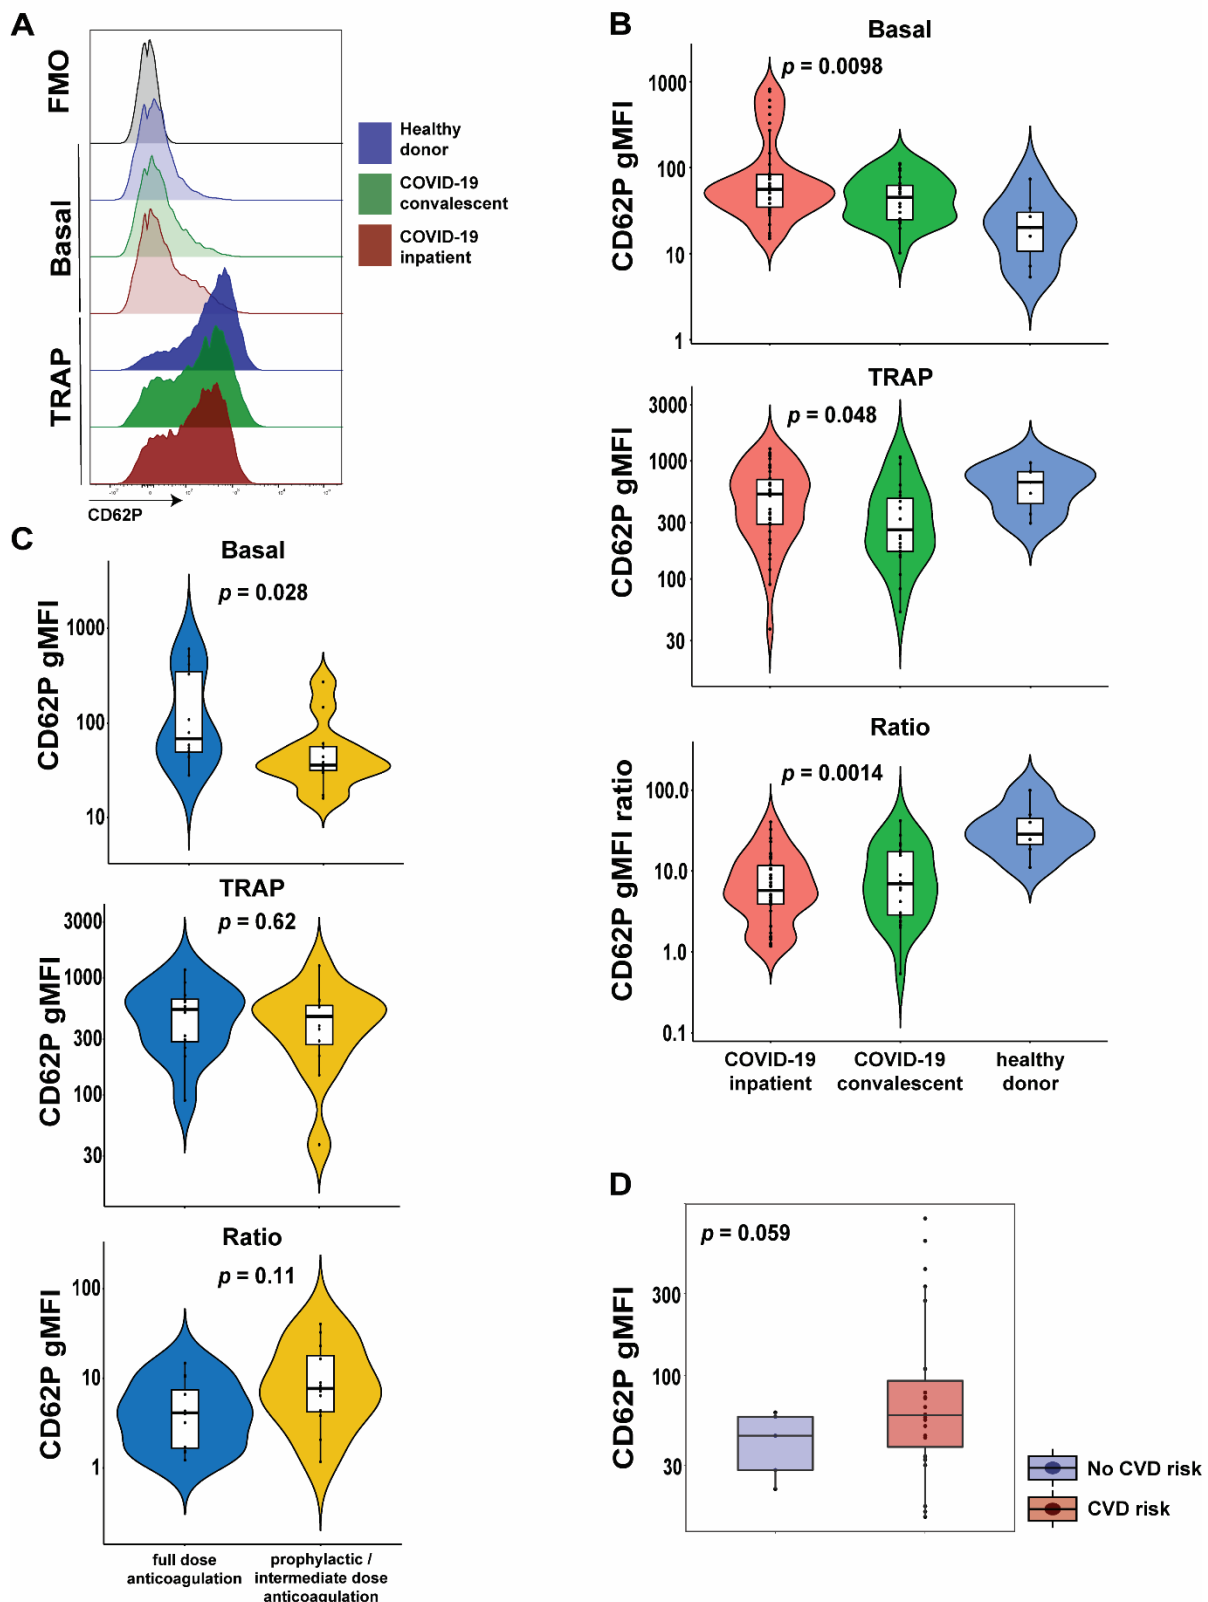 A
FMO
Basal
TRAP
CD62P
Healthy
donor
COVID-19
convalescent
COVID-19
inpatient
B
Basal
p = 0.0098
CD62P gMFI
1000
100
10
1
TRAP
p = 0.048
CD62P gMFI
3000
1000
300
100
30
Ratio
p = 0.0014
CD62P gMFI ratio
100.0
10.0
1.0
0.1
COVID-19
inpatient
COVID-19
convalescent
healthy
donor
C
Basal
p = 0.028
CD62P gMFI
1000
100
10
TRAP
p = 0.62
CD62P gMFI
3000
1000
300
100
30
Ratio
p = 0.11
CD62P gMFI
100
10
1
full dose
anticoagulation
prophylactic /
intermediate dose
anticoagulation
D
p = 0.059
CD62P gMFI
300
100
30
No CVD risk
CVD risk